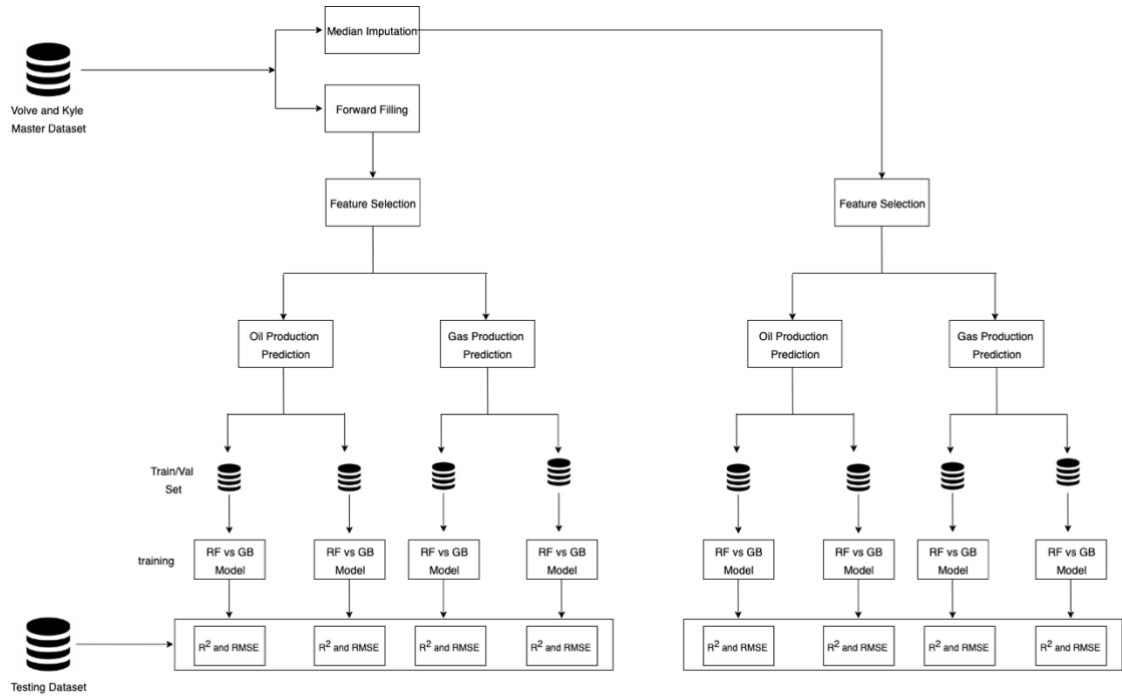 Median Imputation
Volve and Kyle
Master Dataset
Forward Filling
Feature Selection
Feature Selection
Oil Production
Prediction
Gas Production
Prediction
Oil Production
Prediction
Gas Production
Prediction
Train/Val
Set
training
RF vs GB
Model
RF vs GB
Model
RF vs GB
Model
RF vs GB
Model
RF vs GB
Model
RF vs GB
Model
RF vs GB
Model
RF vs GB
Model
R² and RMSE
R² and RMSE
R² and RMSE
R² and RMSE
R² and RMSE
R² and RMSE
R² and RMSE
R² and RMSE
Testing Dataset